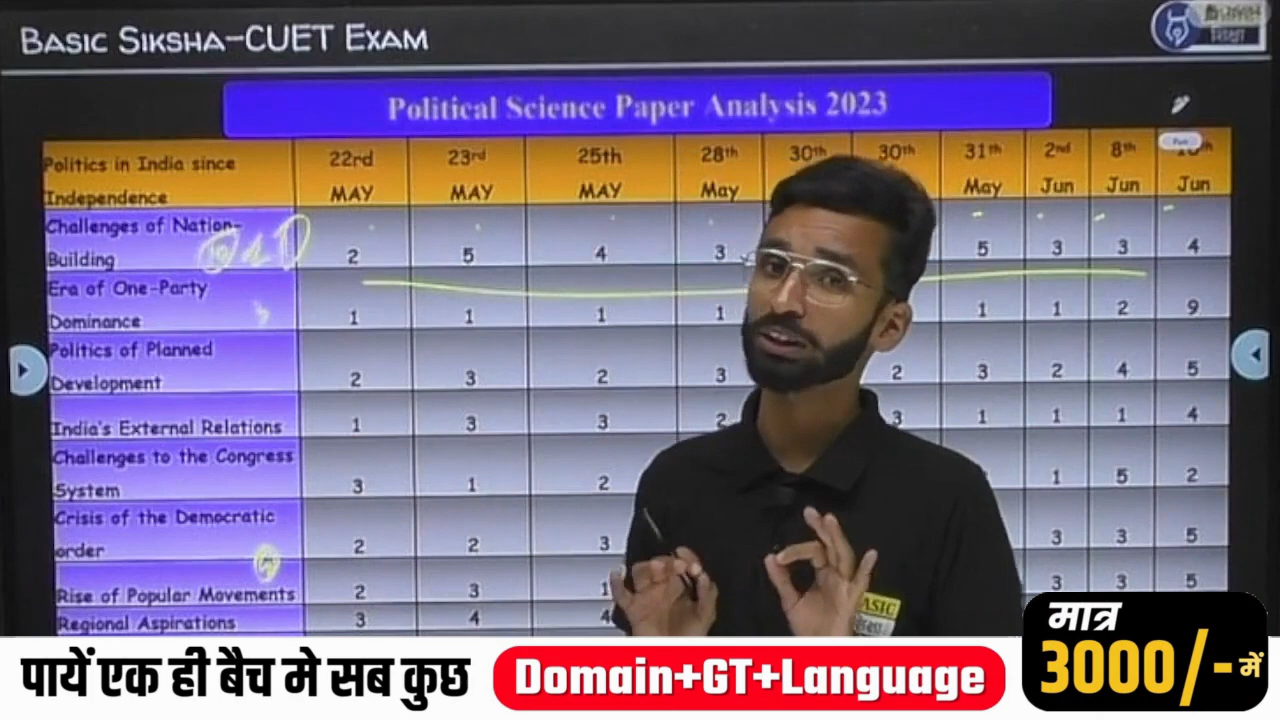 BASIC SIKSHA-CUET EXAM
शिक्षा
Political Science Paper Analysis 2023
Politics in India since Independence 22rd MAY 23rd MAY 25th MAY 28th May 30th 30th 31th May 2nd Jun 8th Jun Jun
Challenges of Nation-Building 2 5 4 3 5 3 3 4
Era of One-Party Dominance 1 1 1 1 1 1 2 9
Politics of Planned Development 2 3 2 3 2 3 2 4 5
India's External Relations 1 3 3 2 3 1 1 1 4
Challenges to the Congress System 3 1 2 1 5 2
Crisis of the Democratic order 2 2 3 3 3 5
Rise of Popular Movements 2 3 1 3 3 5
Regional Aspirations 3 4 4
पायें एक ही बैच मे सब कुछ
Domain+GT+Language
मात्र
3000/- में